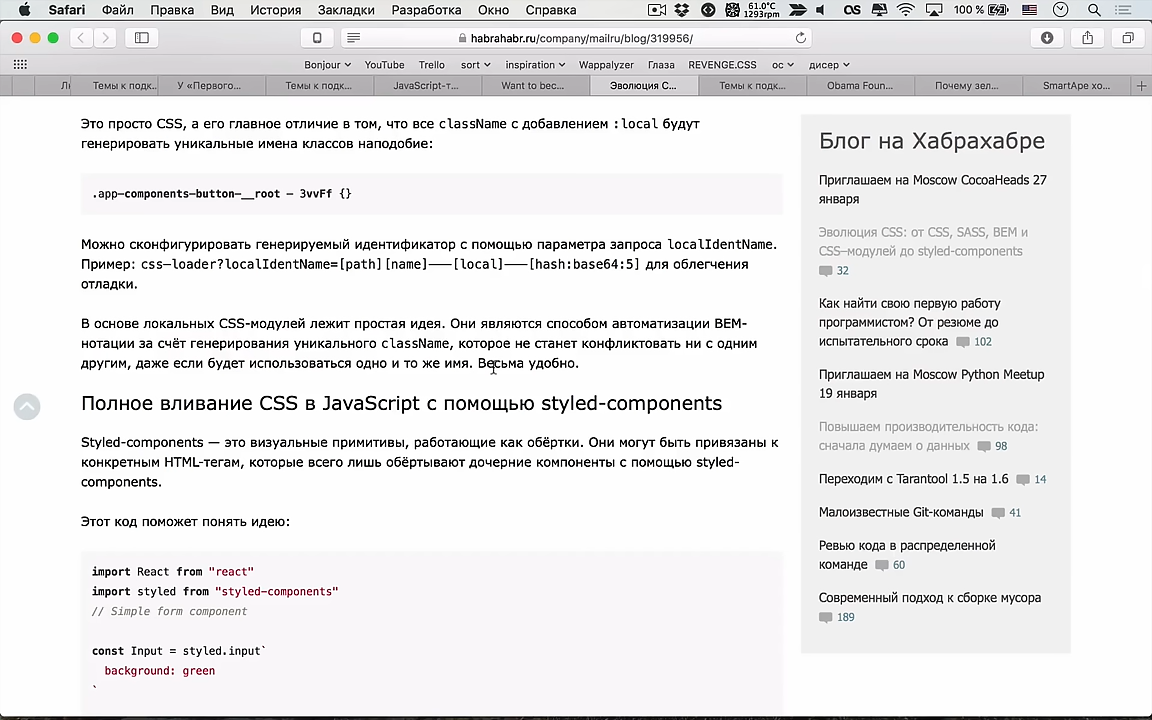 Safari Файл Правка Вид История Закладки Разработка Окно Справка 61.0°C 1293rpm 100 %
habrahabr.ru/company/mailru/blog/319956/
Bonjour YouTube Trello sort inspiration Wappalyzer Глаза REVENGE.CSS ос дисер
Темы к подк... У «Первого... Темы к подк... JavaScript-т... Want to bec... Эволюция C... Темы к подк... Obama Foun... Почему зел... SmartApe хо...
Это просто CSS, а его главное отличие в том, что все className с добавлением :local будут
генерировать уникальные имена классов наподобие:
.app-components-button-__root — 3vvFf {}
Можно сконфигурировать генерируемый идентификатор с помощью параметра запроса localIdentName.
Пример: css-loader?localIdentName=[path][name]———[local]———[hash:base64:5] для облегчения
отладки.
В основе локальных CSS-модулей лежит простая идея. Они являются способом автоматизации BEM-
нотации за счёт генерирования уникального className, которое не станет конфликтовать ни с одним
другим, даже если будет использоваться одно и то же имя. Весьма удобно.
Полное вливание CSS в JavaScript с помощью styled-components
Styled-components — это визуальные примитивы, работающие как обёртки. Они могут быть привязаны к
конкретным HTML-тегам, которые всего лишь обёртывают дочерние компоненты с помощью styled-
components.
Этот код поможет понять идею:
import React from "react"
import styled from "styled-components"
// Simple form component
const Input = styled.input`
background: green
`
Блог на Хабрахабре
Приглашаем на Moscow CocoaHeads 27
января
Эволюция CSS: от CSS, SASS, BEM и
CSS–модулей до styled-components
32
Как найти свою первую работу
программистом? От резюме до
испытательного срока 102
Приглашаем на Moscow Python Meetup
19 января
Повышаем производительность кода:
сначала думаем о данных 98
Переходим с Tarantool 1.5 на 1.6 14
Малоизвестные Git-команды 41
Ревью кода в распределенной
команде 60
Современный подход к сборке мусора
189